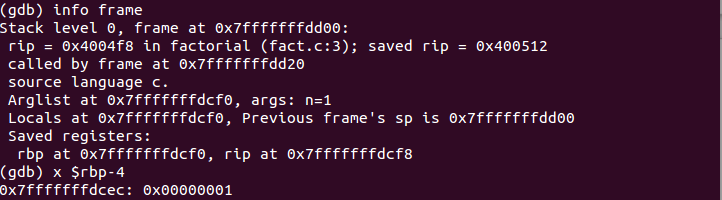 (gdb) info frame
Stack level 0, frame at 0x7fffffffdd00:
 rip = 0x4004f8 in factorial (fact.c:3); saved rip = 0x400512
 called by frame at 0x7fffffffdd20
 source language c.
 Arglist at 0x7fffffffdcf0, args: n=1
 Locals at 0x7fffffffdcf0, Previous frame's sp is 0x7fffffffdd00
 Saved registers:
  rbp at 0x7fffffffdcf0, rip at 0x7fffffffdcf8
(gdb) x $rbp-4
0x7fffffffdcec: 0x00000001